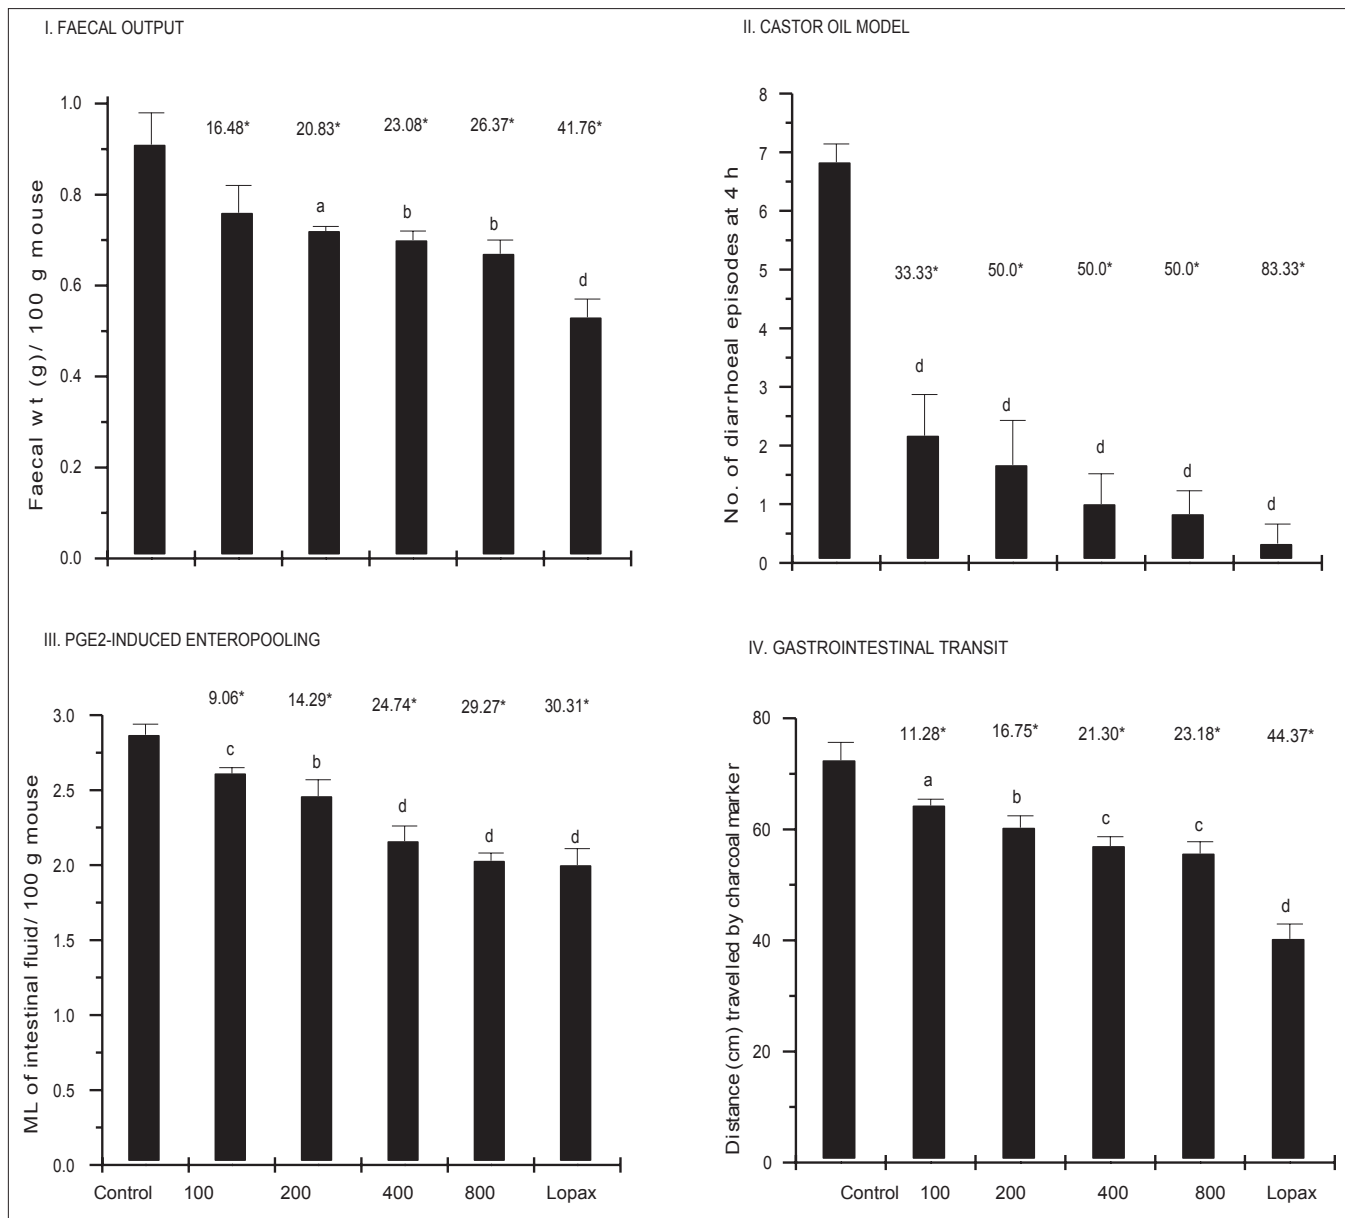 I. FAECAL OUTPUT
1.0
0.8
0.6
0.4
0.2
0.0
Faecal wt (g)/ 100 g mouse
16.48* 20.83* 23.08* 26.37* 41.76*
a b b d
II. CASTOR OIL MODEL
8
7
6
5
4
3
2
1
0
No. of diarrhoeal episodes at 4 h
33.33* 50.0* 50.0* 50.0* 83.33*
d d d d d
III. PGE2-INDUCED ENTEROPOOLING
3.0
2.5
2.0
1.5
1.0
0.5
0.0
ML of intestinal fluid/ 100 g mouse
9.06* 14.29* 24.74* 29.27* 30.31*
c b d d d
Control 100 200 400 800 Lopax
IV. GASTROINTESTINAL TRANSIT
80
60
40
20
0
Distance (cm) travelled by charcoal marker
11.28* 16.75* 21.30* 23.18* 44.37*
a b c c d
Control 100 200 400 800 Lopax